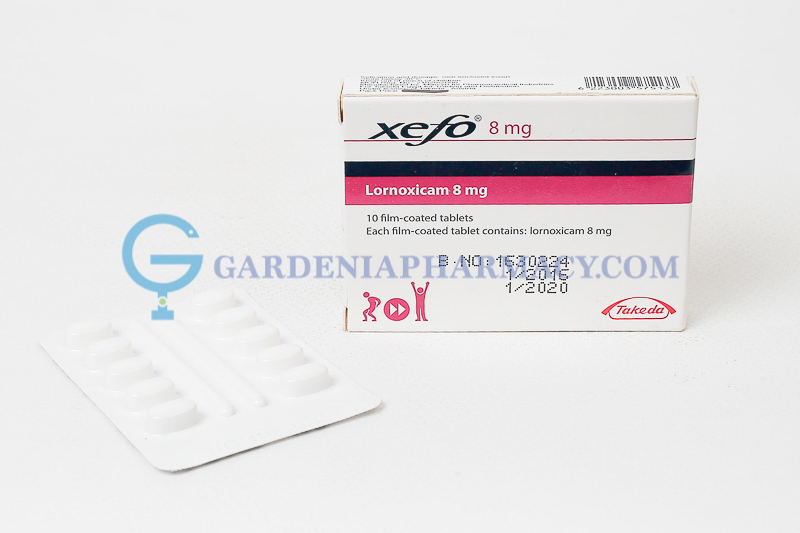 xefo® 8 mg
Lornoxicam 8 mg
10 film-coated tablets
Each film-coated tablet contains: lornoxicam 8 mg
B.NO:1530224
1/2016
1/2020
GARDENIAPHARMACY.COM
Takeda